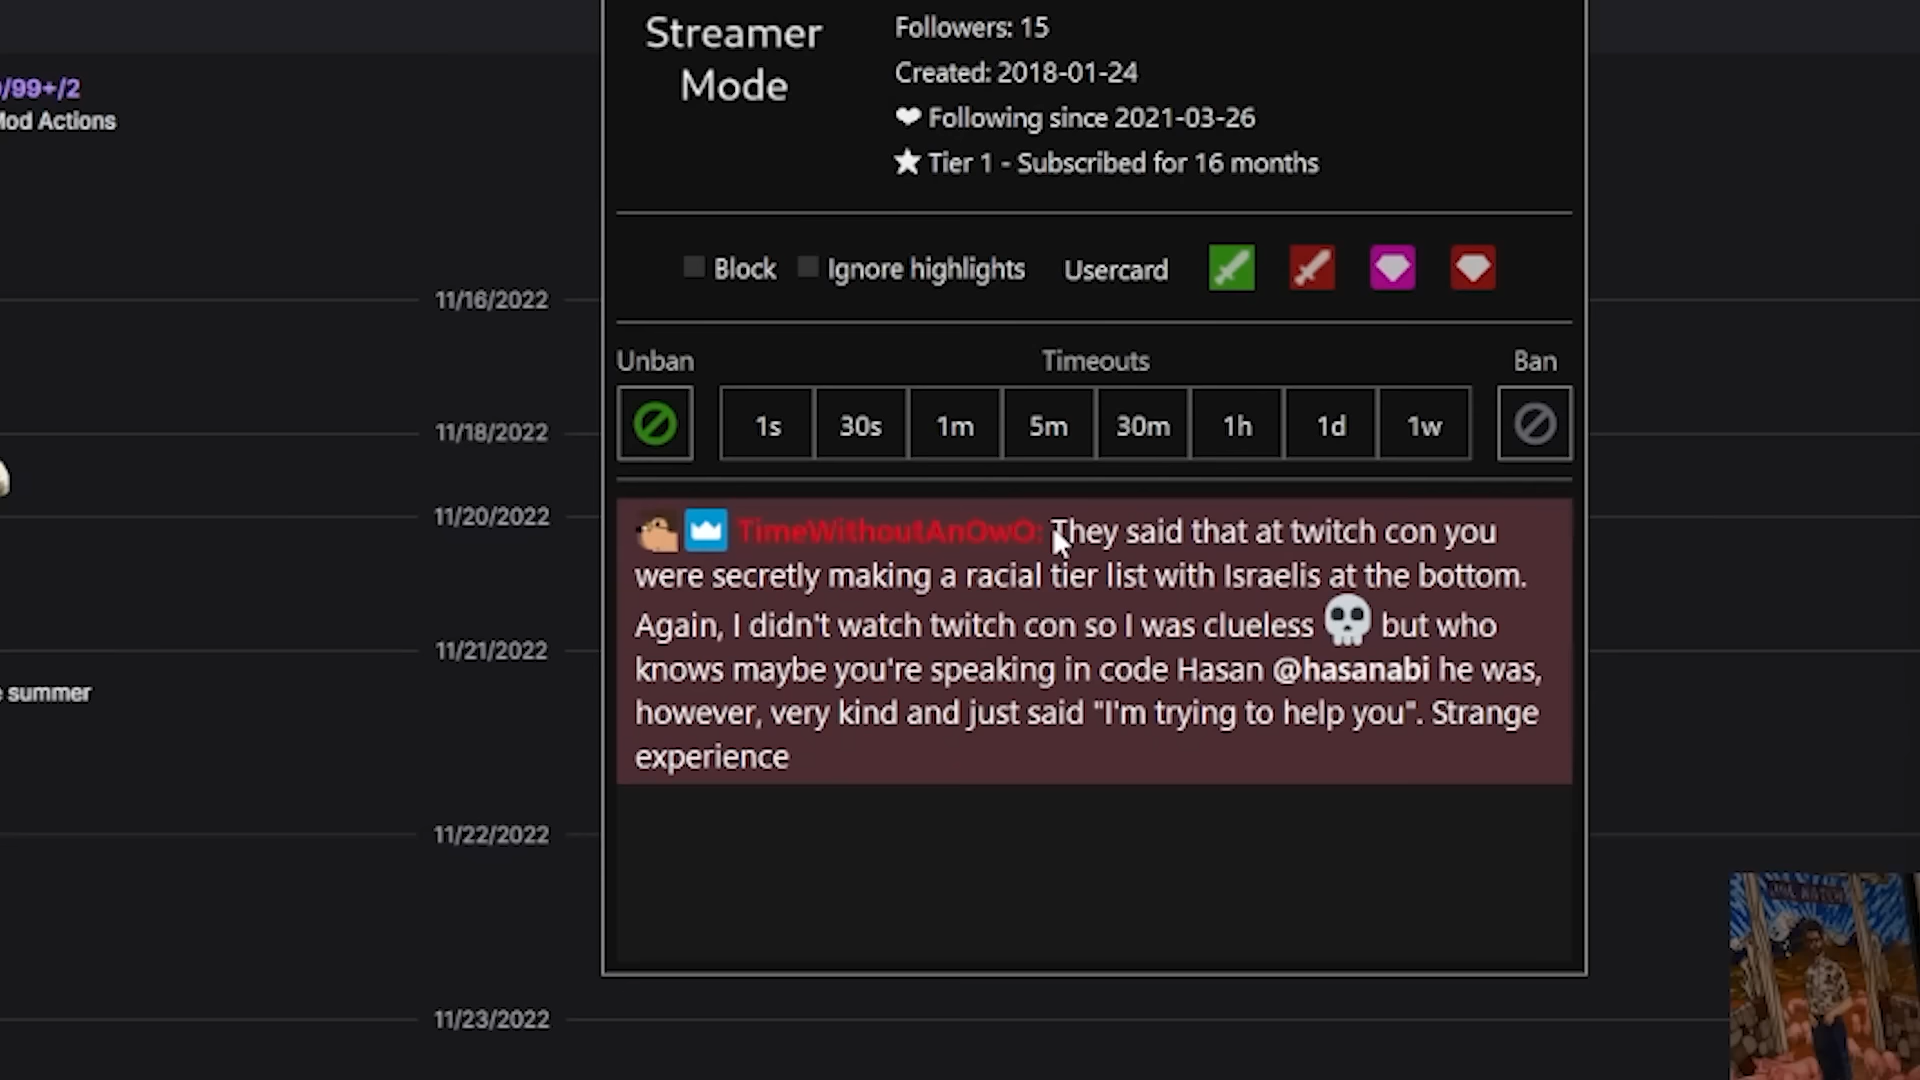 Streamer
Mode
Followers: 15
Created: 2018-01-24
Following since 2021-03-26
Tier 1 - Subscribed for 16 months
/99+/2
Mod Actions
Block
Ignore highlights
Usercard
11/16/2022
Unban
Timeouts
Ban
1s
30s
1m
5m
30m
1h
1d
1w
11/18/2022
11/20/2022
TimeWithoutAnOwO: They said that at twitch con you
were secretly making a racial tier list with Israelis at the bottom.
Again, I didn't watch twitch con so I was clueless but who
knows maybe you're speaking in code Hasan @hasanabi he was,
however, very kind and just said "I'm trying to help you". Strange
experience
11/21/2022
summer
11/22/2022
11/23/2022